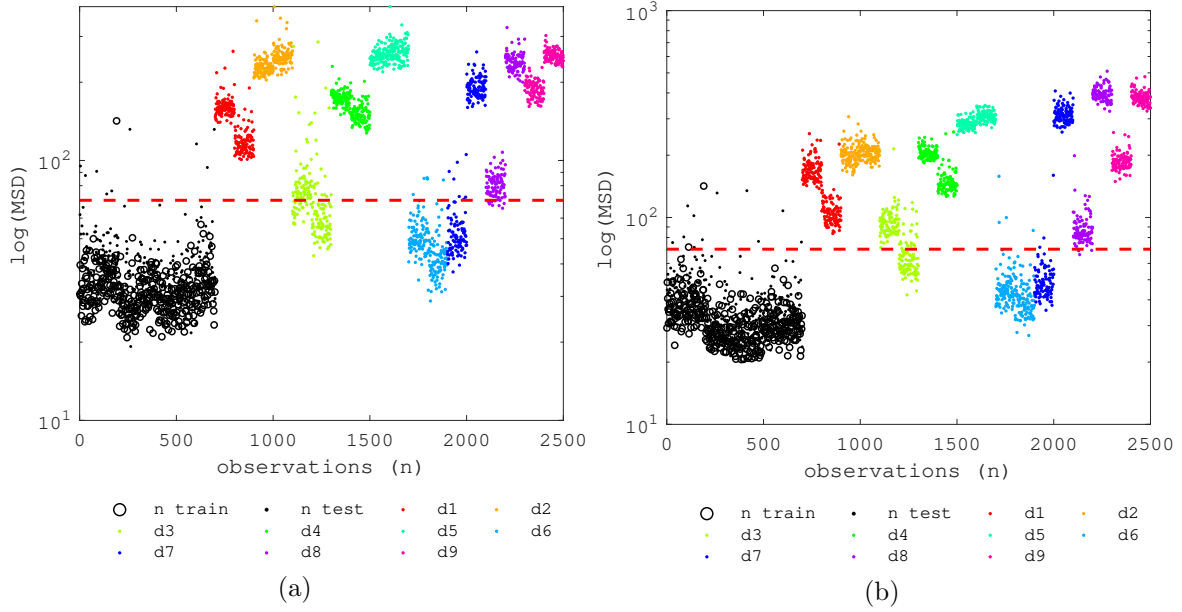 log(MSD)
10^2
10^1
0 500 1000 1500 2000 2500
observations (n)
n train n test d1 d2
d3 d4 d5 d6
d7 d8 d9
(a)
log(MSD)
10^3
10^2
10^1
0 500 1000 1500 2000 2500
observations (n)
n train n test d1 d2
d3 d4 d5 d6
d7 d8 d9
(b)